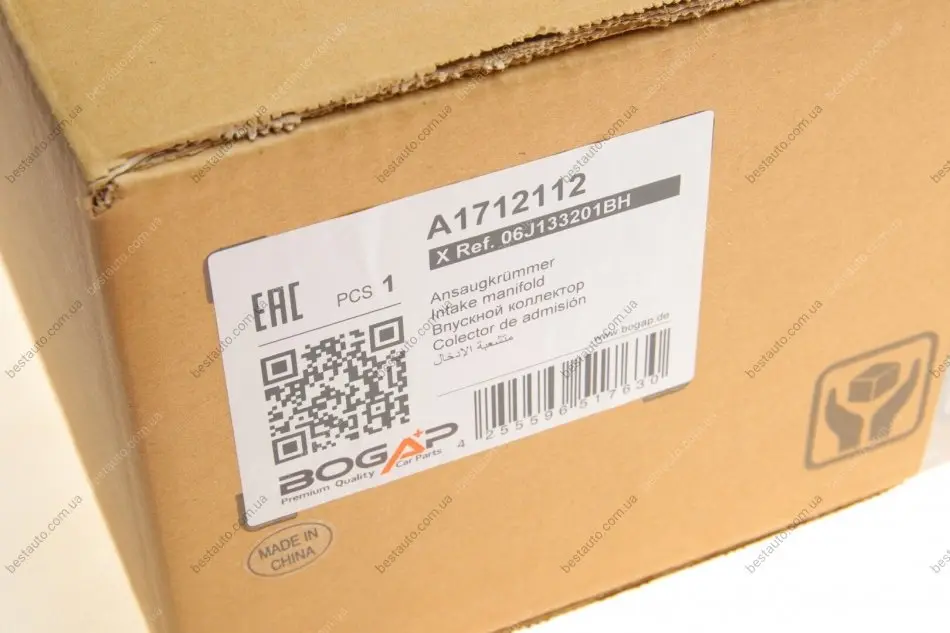 A1712112
X Ref. 06J133201BH
EAC
PCS 1
Ansaugkrümmer
Intake manifold
Впускной коллектор
Colector de admisión
متشعبة الإدخال
www.bogap.de
4 255596 517630
BOGAP
Premium Quality Car Parts
MADE IN
CHINA
bestauto.com.ua